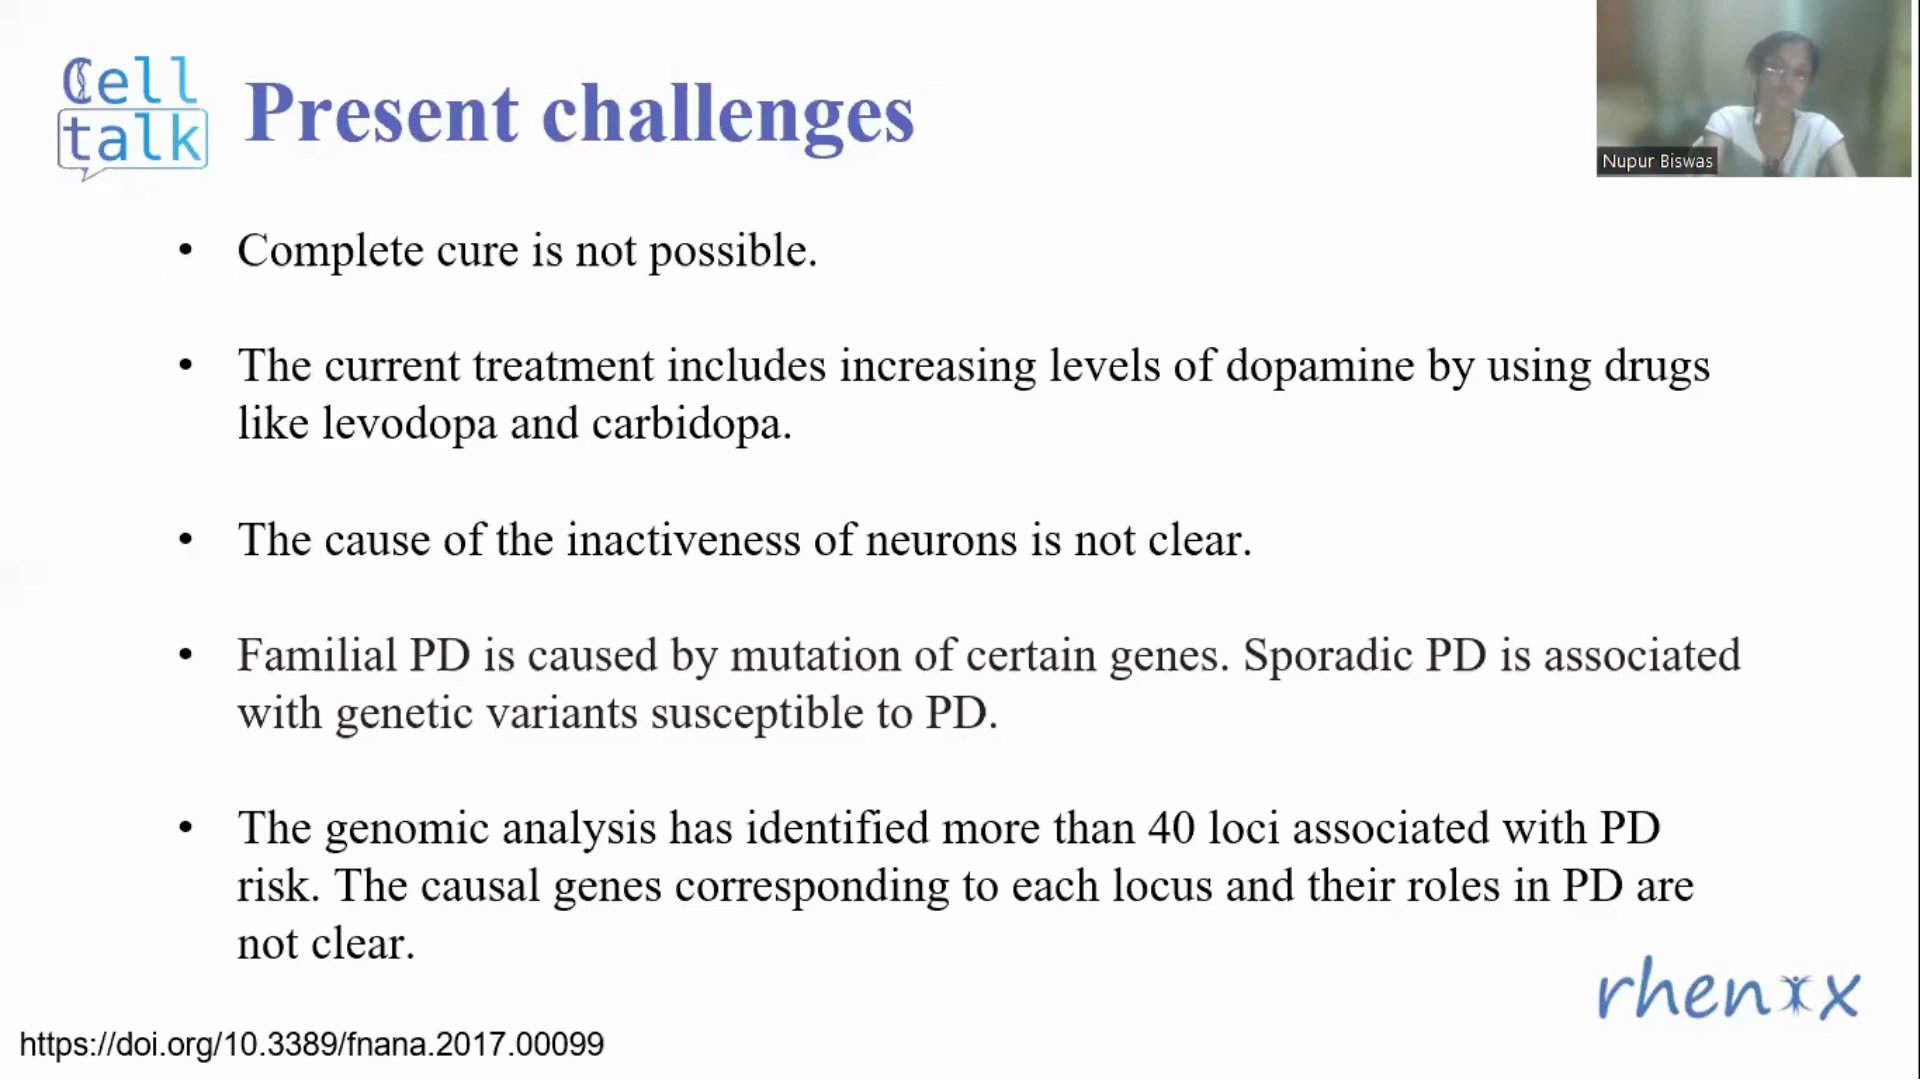 Cell
talk
Present challenges
Nupur Biswas
• Complete cure is not possible.
• The current treatment includes increasing levels of dopamine by using drugs
like levodopa and carbidopa.
• The cause of the inactiveness of neurons is not clear.
• Familial PD is caused by mutation of certain genes. Sporadic PD is associated
with genetic variants susceptible to PD.
• The genomic analysis has identified more than 40 loci associated with PD
risk. The causal genes corresponding to each locus and their roles in PD are
not clear.
rhenix
https://doi.org/10.3389/fnana.2017.00099